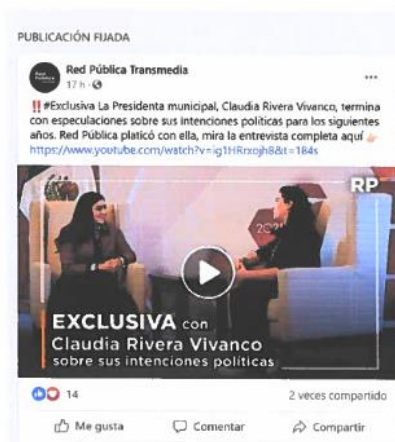 PUBLICACIÓN FIJADA
Red Pública Transmedia
17 h ·
‼️ #Exclusiva La Presidenta municipal, Claudia Rivera Vivanco, termina
con especulaciones sobre sus intenciones políticas para los siguientes
años. Red Pública platicó con ella, mira la entrevista completa aquí 👉
https://www.youtube.com/watch?v=ig1HRrxojh8&t=184s
RP
EXCLUSIVA con
Claudia Rivera Vivanco
sobre sus intenciones políticas
14
2 veces compartido
Me gusta
Comentar
Compartir